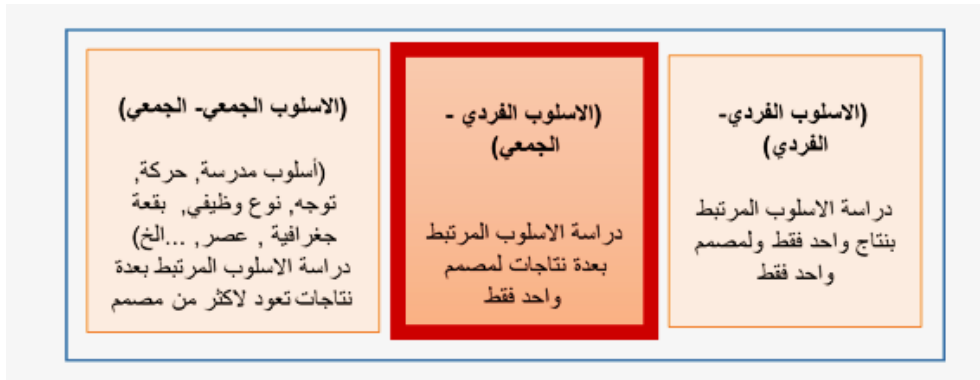 (الاسلوب الفردي-
الفردي)
دراسة الاسلوب المرتبط
بنتاج واحد فقط ولمصمم
واحد فقط
(الاسلوب الفردي -
الجمعي)
دراسة الاسلوب المرتبط
بعدة نتاجات لمصمم
واحد فقط
(الاسلوب الجمعي- الجمعي)
(أسلوب مدرسة, حركة,
توجه, نوع وظيفي, بقعة
جغرافية , عصر, ...الخ)
دراسة الاسلوب المرتبط بعدة
نتاجات تعود لاكثر من مصمم